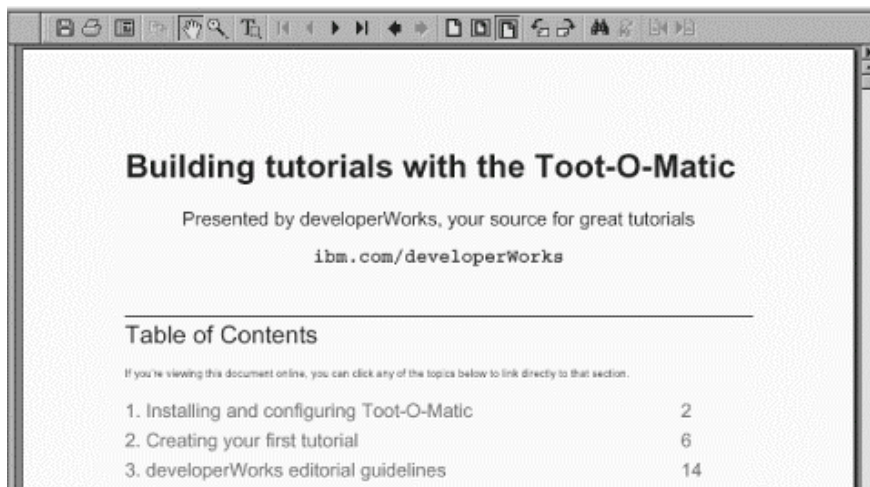 Building tutorials with the Toot-O-Matic
Presented by developerWorks, your source for great tutorials
ibm.com/developerWorks
Table of Contents
If you're viewing this document online, you can click any of the topics below to link directly to that section.
1. Installing and configuring Toot-O-Matic 2
2. Creating your first tutorial 6
3. developerWorks editorial guidelines 14